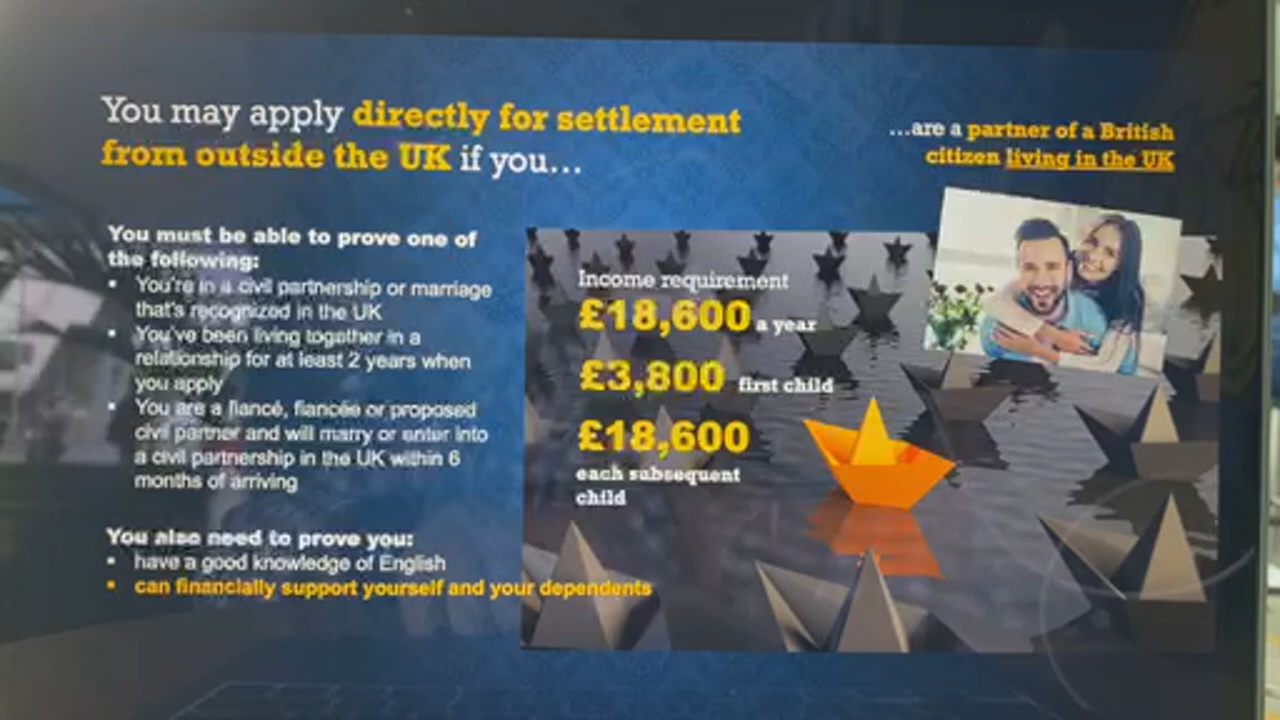 You may apply directly for settlement
from outside the UK if you...
...are a partner of a British
citizen living in the UK
You must be able to prove one of
the following:
▪ You're in a civil partnership or marriage
that's recognized in the UK
▪ You've been living together in a
relationship for at least 2 years when
you apply
▪ You are a fiancé, fiancée or proposed
civil partner and will marry or enter into
a civil partnership in the UK within 6
months of arriving
You also need to prove you:
▪ have a good knowledge of English
▪ can financially support yourself and your dependents
Income requirement
£18,600 a year
£3,800 first child
£18,600
each subsequent
child